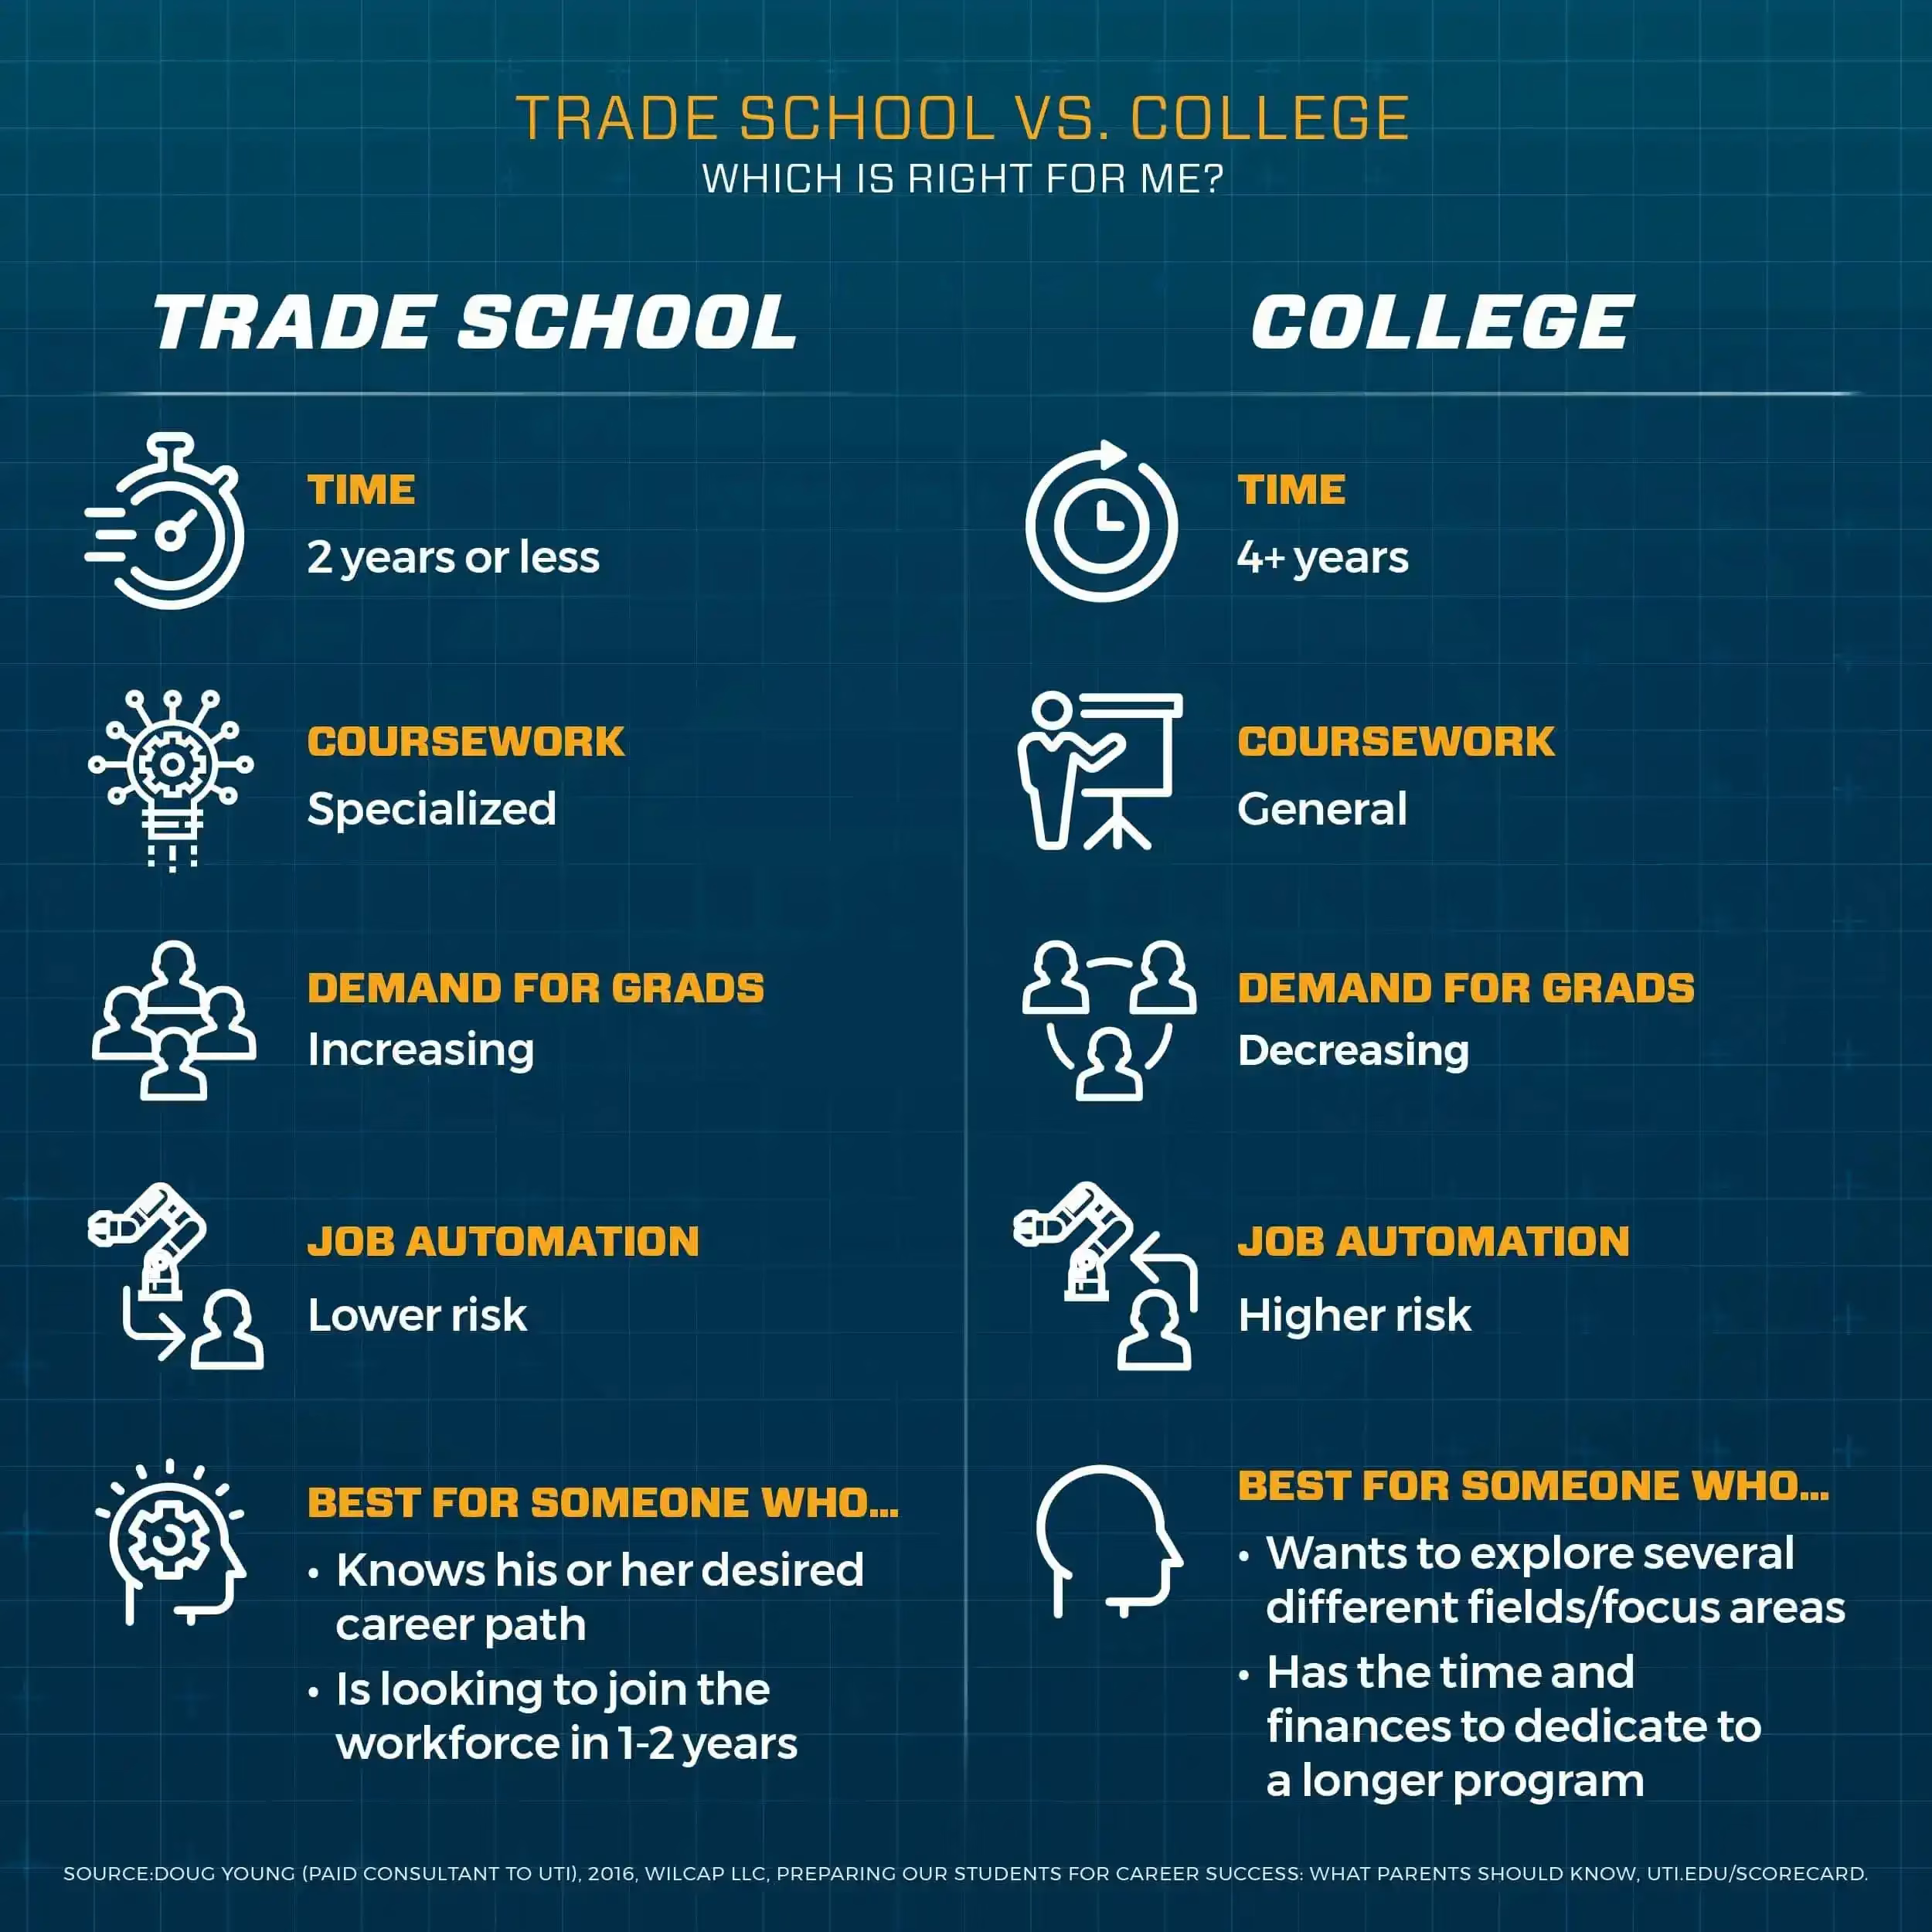 TRADE SCHOOL VS. COLLEGE
WHICH IS RIGHT FOR ME?
TRADE SCHOOL
TIME
2 years or less
COURSEWORK
Specialized
DEMAND FOR GRADS
Increasing
JOB AUTOMATION
Lower risk
BEST FOR SOMEONE WHO...
• Knows his or her desired
career path
• Is looking to join the
workforce in 1-2 years
COLLEGE
TIME
4+ years
COURSEWORK
General
DEMAND FOR GRADS
Decreasing
JOB AUTOMATION
Higher risk
BEST FOR SOMEONE WHO...
• Wants to explore several
different fields/focus areas
• Has the time and
finances to dedicate to
a longer program
SOURCE:DOUG YOUNG (PAID CONSULTANT TO UTI), 2016, WILCAP LLC, PREPARING OUR STUDENTS FOR CAREER SUCCESS: WHAT PARENTS SHOULD KNOW, UTI.EDU/SCORECARD.